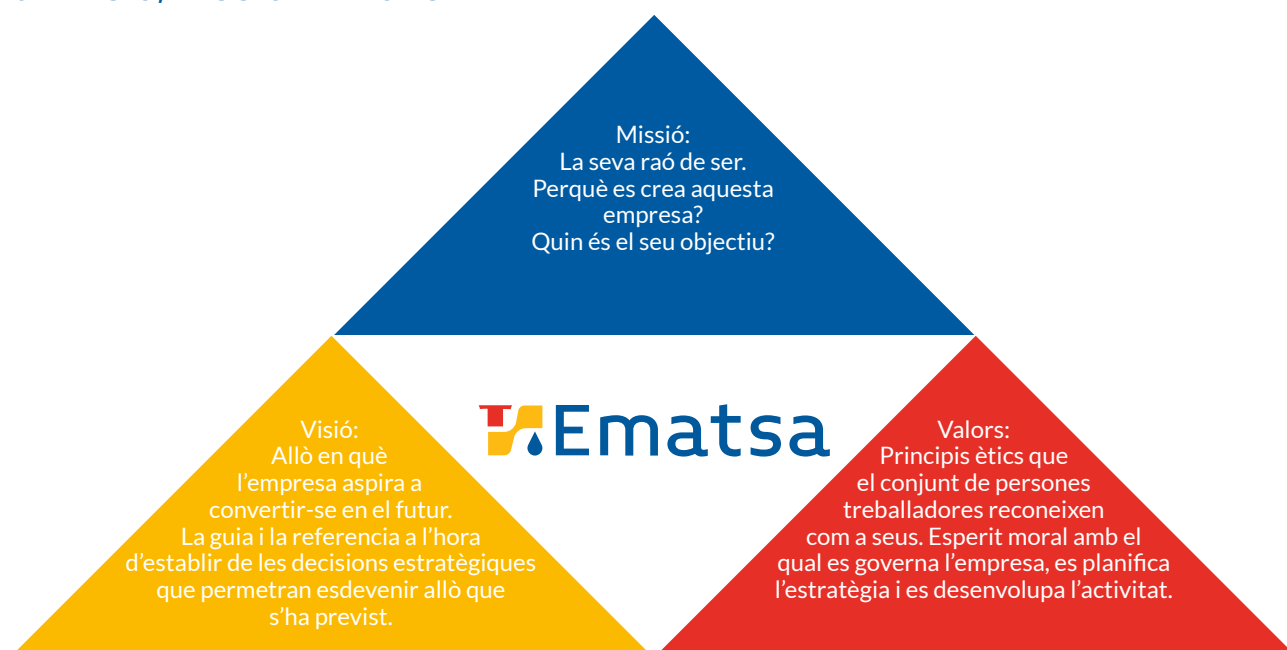 Missió:
La seva raó de ser.
Perquè es crea aquesta
empresa?
Quin és el seu objectiu?
Ematsa
Visió:
Allò en què
l'empresa aspira a
convertir-se en el futur.
La guia i la referencia a l'hora
d'establir de les decisions estratègiques
que permetran esdevenir allò que
s'ha previst.
Valors:
Principis ètics que
el conjunt de persones
treballadores reconeixen
com a seus. Esperit moral amb el
qual es governa l'empresa, es planifica
l'estratègia i es desenvolupa l'activitat.